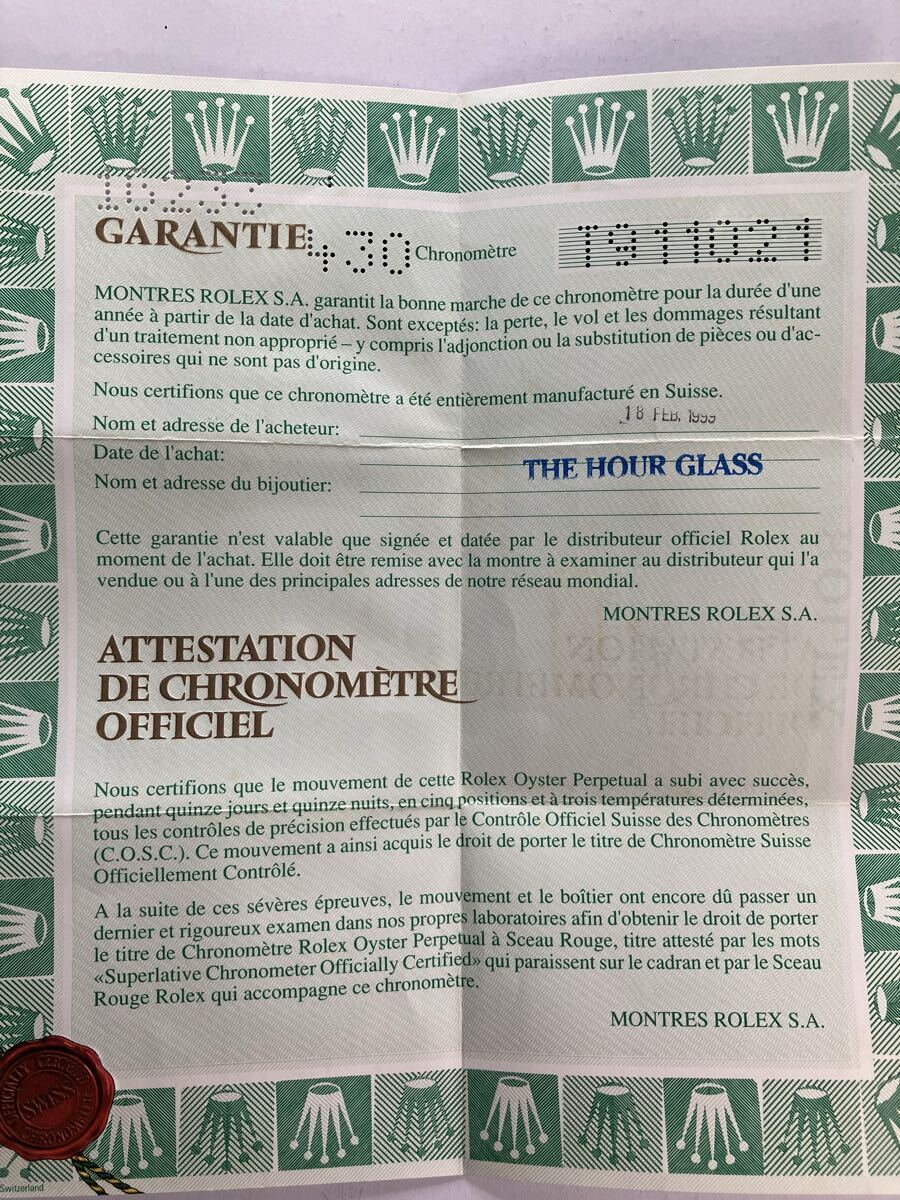 16233
GARANTIE
430
Chronomètre
T911021
MONTRES ROLEX S.A. garantit la bonne marche de ce chronomètre pour la durée d'une
année à partir de la date d'achat. Sont exceptés: la perte, le vol et les dommages résultant
d'un traitement non approprié – y compris l'adjonction ou la substitution de pièces ou d'ac-
cessoires qui ne sont pas d'origine.
Nous certifions que ce chronomètre a été entièrement manufacturé en Suisse.
18 FEB. 1999
Nom et adresse de l'acheteur:
Date de l'achat:
THE HOUR GLASS
Nom et adresse du bijoutier:
Cette garantie n'est valable que signée et datée par le distributeur officiel Rolex au
moment de l'achat. Elle doit être remise avec la montre à examiner au distributeur qui l'a
vendue ou à l'une des principales adresses de notre réseau mondial.
MONTRES ROLEX S.A.
ATTESTATION
DE CHRONOMÈTRE
OFFICIEL
Nous certifions que le mouvement de cette Rolex Oyster Perpetual a subi avec succès,
pendant quinze jours et quinze nuits, en cinq positions et à trois températures déterminées,
tous les contrôles de précision effectués par le Contrôle Officiel Suisse des Chronomètres
(C.O.S.C.). Ce mouvement a ainsi acquis le droit de porter le titre de Chronomètre Suisse
Officiellement Contrôlé.
A la suite de ces sévères épreuves, le mouvement et le boîtier ont encore dû passer un
dernier et rigoureux examen dans nos propres laboratoires afin d'obtenir le droit de porter
le titre de Chronomètre Rolex Oyster Perpetual à Sceau Rouge, titre attesté par les mots
«Superlative Chronometer Officially Certified» qui paraissent sur le cadran et par le Sceau
Rouge Rolex qui accompagne ce chronomètre.
MONTRES ROLEX S.A.
OFFICIALLY CERTIFIED
SWISS
CHRONOMETER
Switzerland